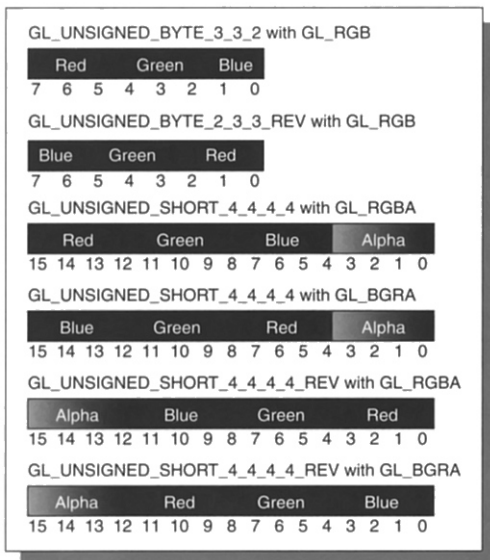 GL_UNSIGNED_BYTE_3_3_2 with GL_RGB
Red Green Blue
7 6 5 4 3 2 1 0
GL_UNSIGNED_BYTE_2_3_3_REV with GL_RGB
Blue Green Red
7 6 5 4 3 2 1 0
GL_UNSIGNED_SHORT_4_4_4_4 with GL_RGBA
Red Green Blue Alpha
15 14 13 12 11 10 9 8 7 6 5 4 3 2 1 0
GL_UNSIGNED_SHORT_4_4_4_4 with GL_BGRA
Blue Green Red Alpha
15 14 13 12 11 10 9 8 7 6 5 4 3 2 1 0
GL_UNSIGNED_SHORT_4_4_4_4_REV with GL_RGBA
Alpha Blue Green Red
15 14 13 12 11 10 9 8 7 6 5 4 3 2 1 0
GL_UNSIGNED_SHORT_4_4_4_4_REV with GL_BGRA
Alpha Red Green Blue
15 14 13 12 11 10 9 8 7 6 5 4 3 2 1 0